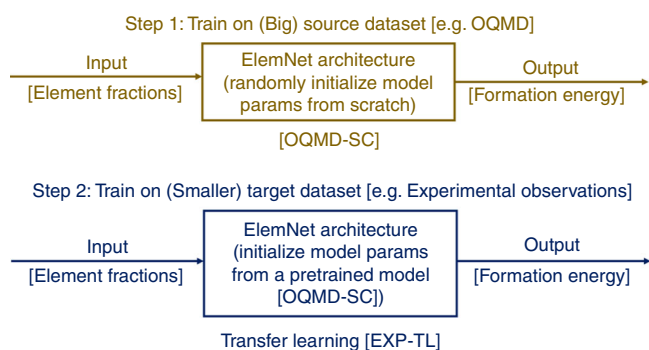 Step 1: Train on (Big) source dataset [e.g. OQMD]
Input
[Element fractions]
ElemNet architecture
(randomly initialize model
params from scratch)
Output
[Formation energy]
[OQMD-SC]
Step 2: Train on (Smaller) target dataset [e.g. Experimental observations]
Input
[Element fractions]
ElemNet architecture
(initialize model params
from a pretrained model
[OQMD-SC])
Output
[Formation energy]
Transfer learning [EXP-TL]